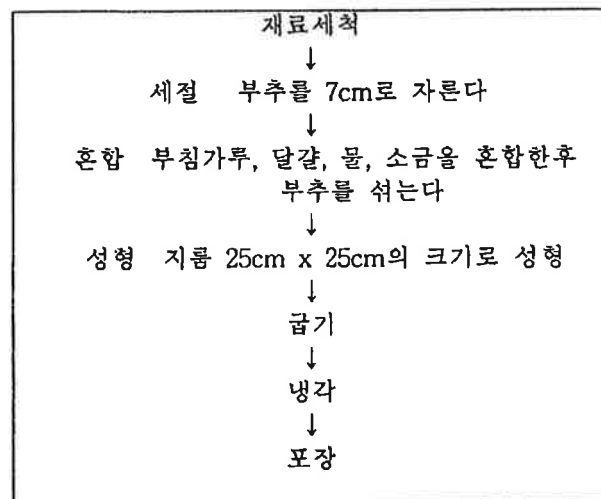 재료세척
↓
세절 부추를 7cm로 자른다
↓
혼합 부침가루, 달걀, 물, 소금을 혼합한후
부추를 섞는다
↓
성형 지룸 25cm x 25cm의 크기로 성형
↓
굽기
↓
냉각
↓
포장